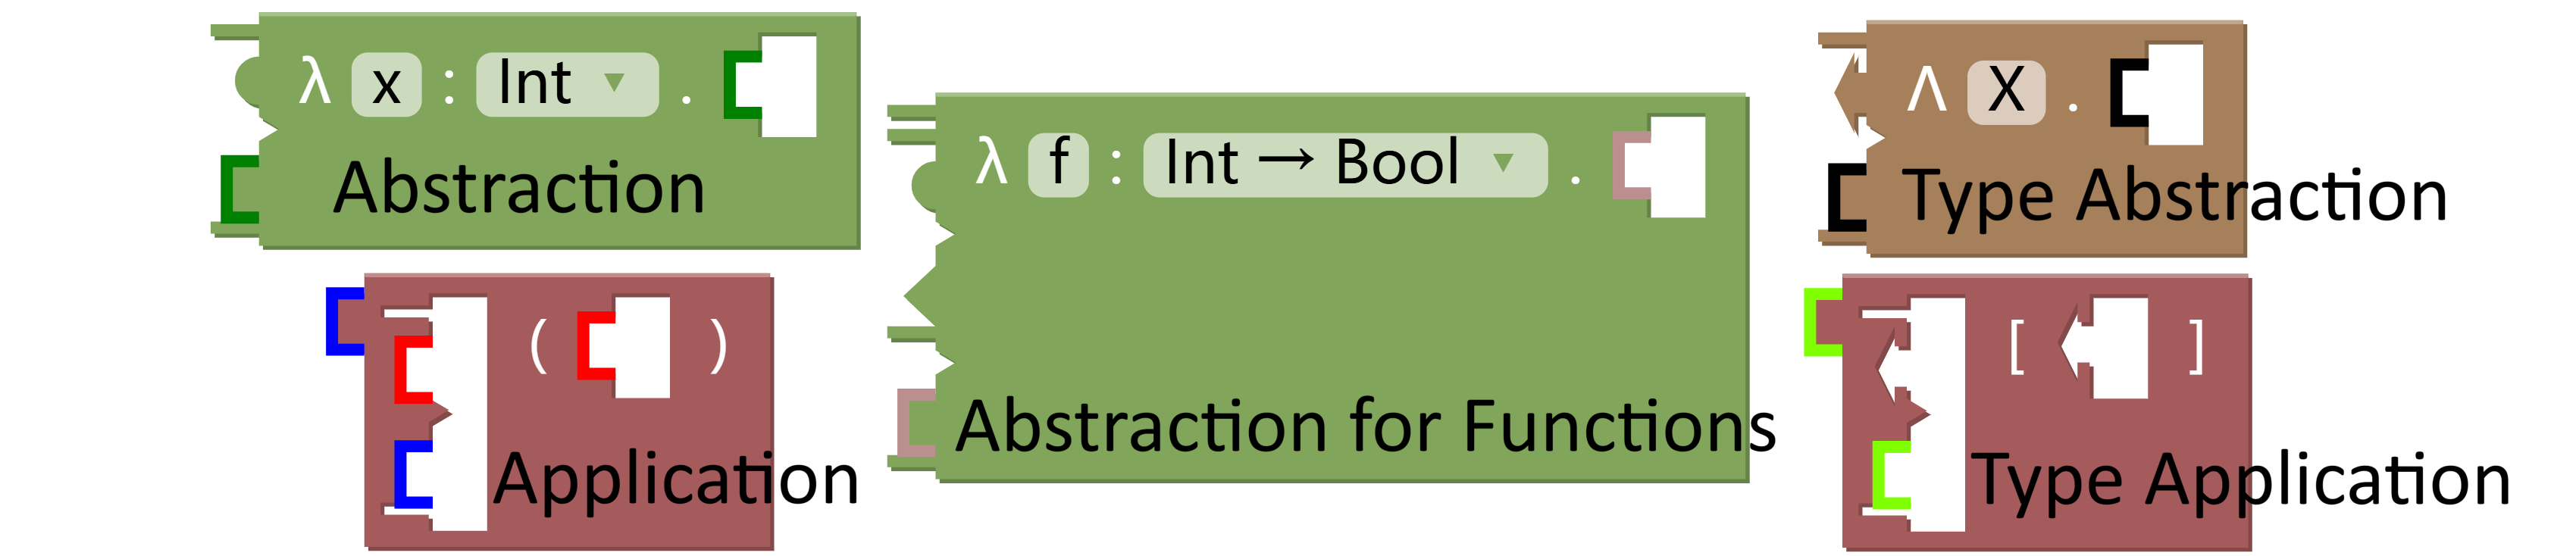 λ x : Int ▼ .
Abstraction
( )
Application
λ f : Int → Bool ▼ .
Abstraction for Functions
Λ X .
Type Abstraction
[ ]
Type Application